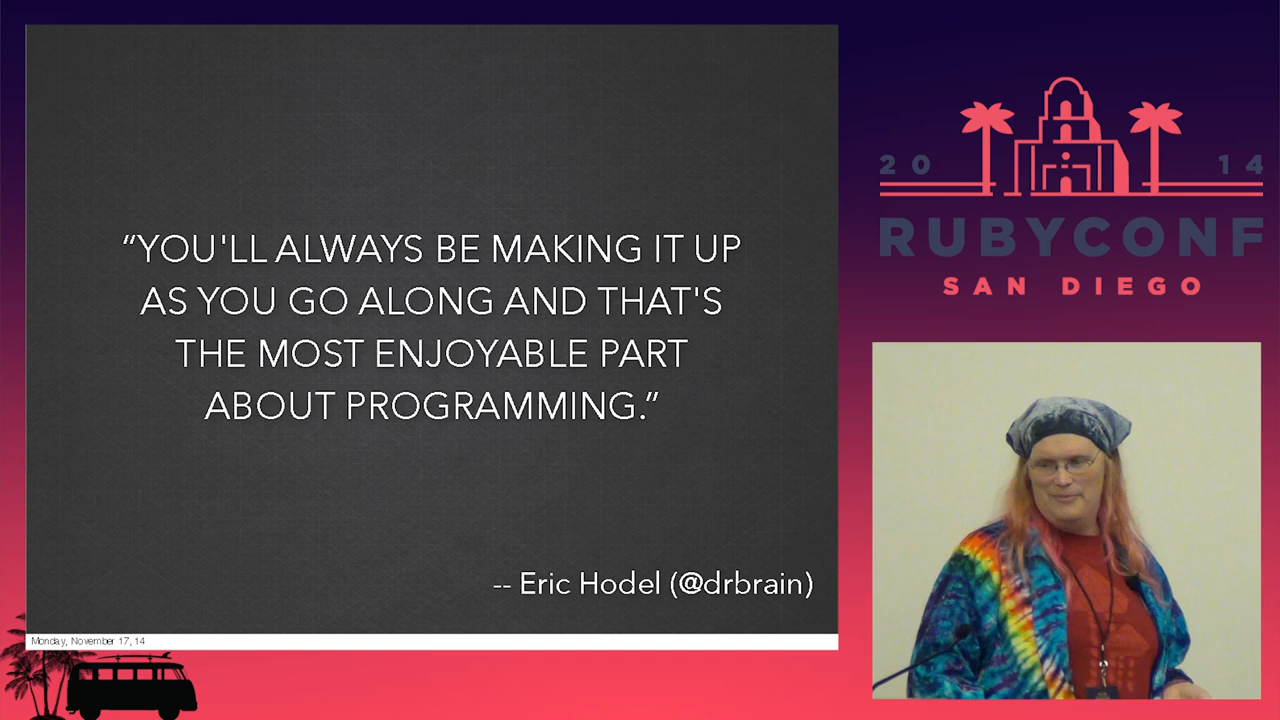 “YOU'LL ALWAYS BE MAKING IT UP
AS YOU GO ALONG AND THAT'S
THE MOST ENJOYABLE PART
ABOUT PROGRAMMING.”
-- Eric Hodel (@drbrain)
Monday, November 17, 14
20 14
RUBYCONF
SAN DIEGO